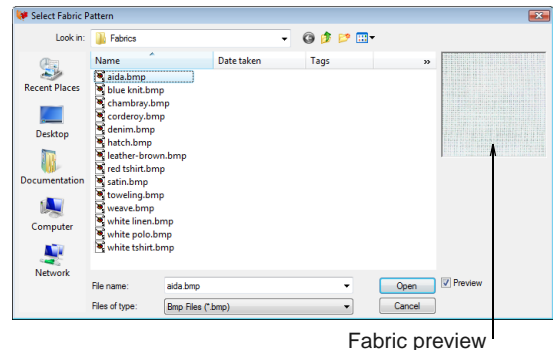 Select Fabric Pattern
Look in: Fabrics
Name Date taken Tags »
Recent Places
Desktop
Documentation
Computer
Network
aida.bmp
blue knit.bmp
chambray.bmp
corderoy.bmp
denim.bmp
hatch.bmp
leather-brown.bmp
red tshirt.bmp
satin.bmp
toweling.bmp
weave.bmp
white linen.bmp
white polo.bmp
white tshirt.bmp
File name: aida.bmp Open Preview
Files of type: Bmp Files (*.bmp) Cancel
Fabric preview